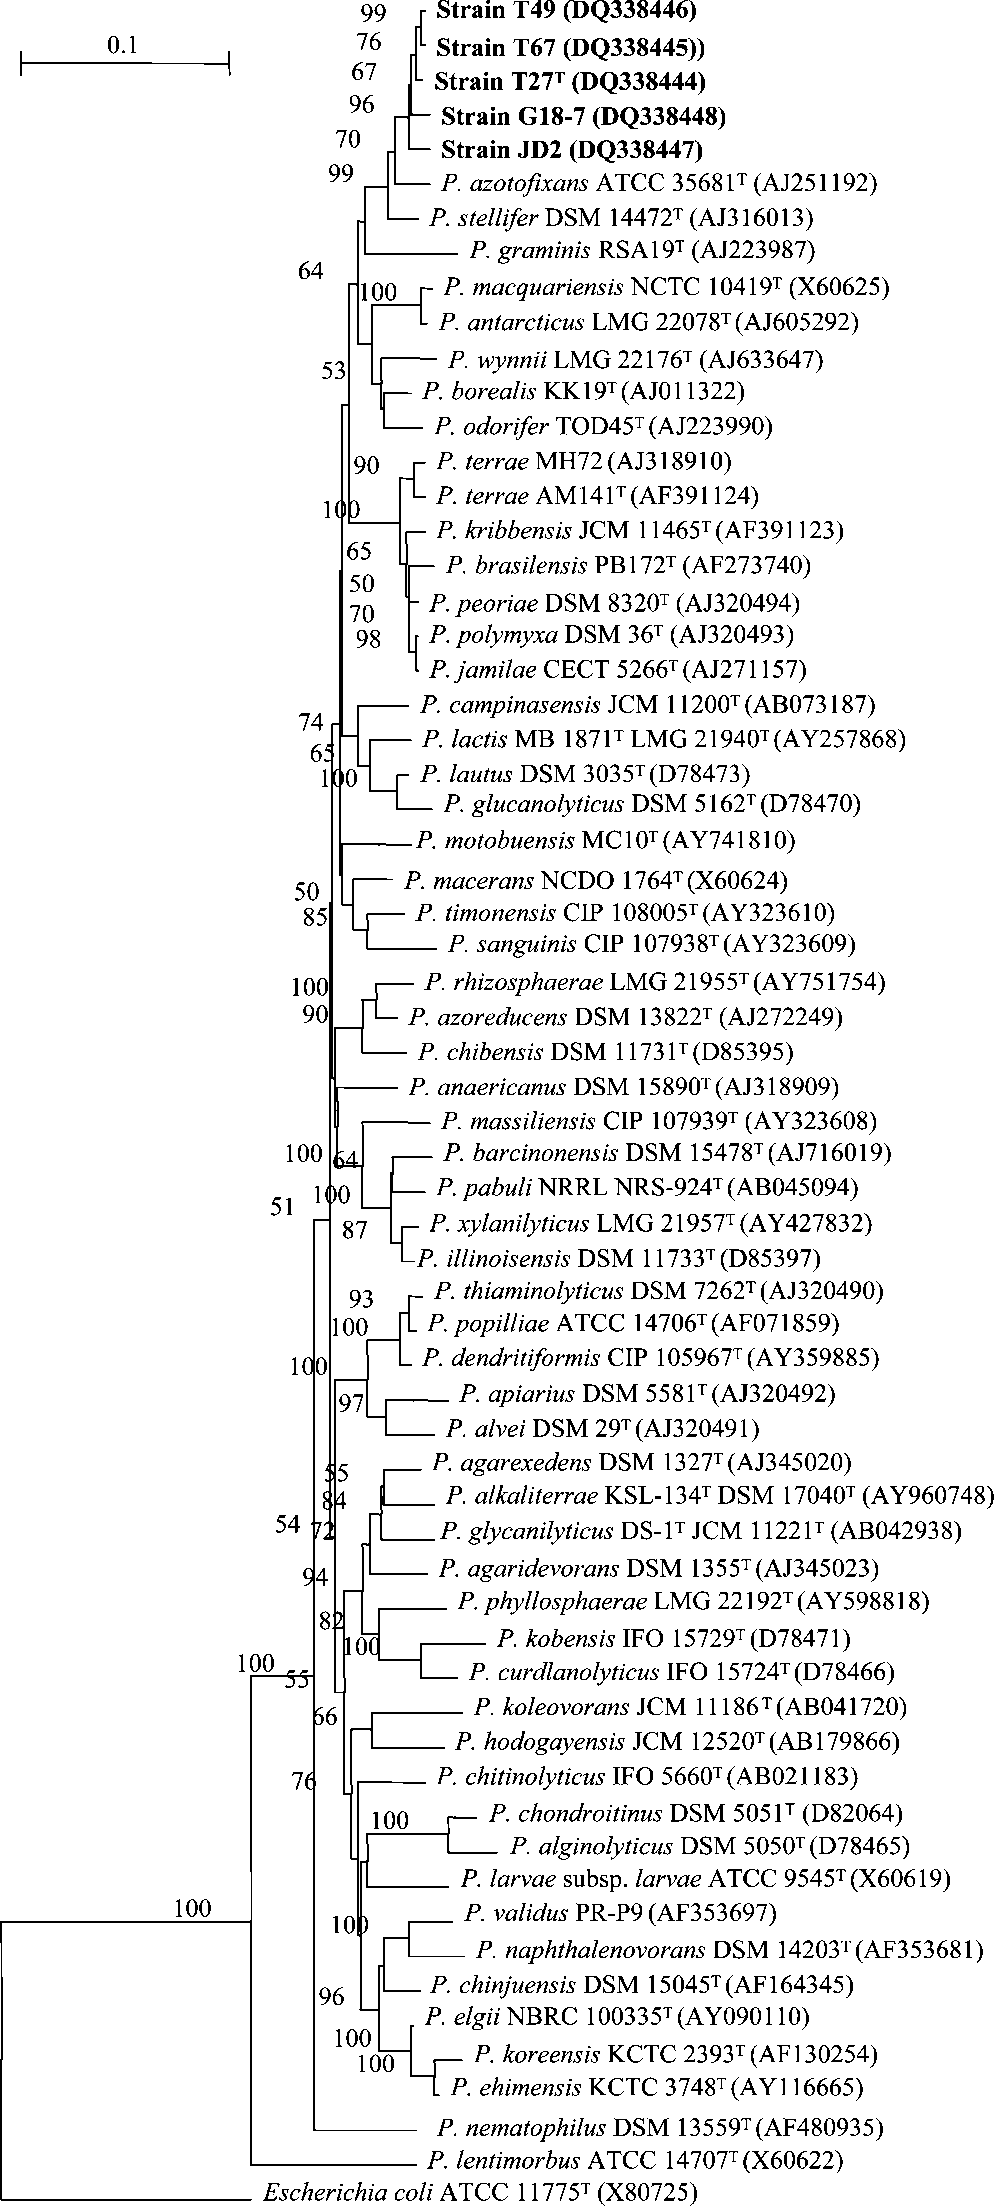 99
Strain T49 (DQ338446)
0.1
76
Strain T67 (DQ338445))
67
Strain T27ᵀ (DQ338444)
96
Strain G18-7 (DQ338448)
70
Strain JD2 (DQ338447)
99
P. azotofixans ATCC 35681ᵀ (AJ251192)
P. stellifer DSM 14472ᵀ (AJ316013)
P. graminis RSA19ᵀ (AJ223987)
64
100
P. macquariensis NCTC 10419ᵀ (X60625)
P. antarcticus LMG 22078ᵀ (AJ605292)
P. wynnii LMG 22176ᵀ (AJ633647)
53
P. borealis KK19ᵀ (AJ011322)
P. odorifer TOD45ᵀ (AJ223990)
90
P. terrae MH72 (AJ318910)
P. terrae AM141ᵀ (AF391124)
100
P. kribbensis JCM 11465ᵀ (AF391123)
65
P. brasilensis PB172ᵀ (AF273740)
50
P. peoriae DSM 8320ᵀ (AJ320494)
70
98
P. polymyxa DSM 36ᵀ (AJ320493)
P. jamilae CECT 5266ᵀ (AJ271157)
P. campinasensis JCM 11200ᵀ (AB073187)
74
P. lactis MB 1871ᵀ LMG 21940ᵀ (AY257868)
65
100
P. lautus DSM 3035ᵀ (D78473)
P. glucanolyticus DSM 5162ᵀ (D78470)
P. motobuensis MC10ᵀ (AY741810)
P. macerans NCDO 1764ᵀ (X60624)
50
85
P. timonensis CIP 108005ᵀ (AY323610)
P. sanguinis CIP 107938ᵀ (AY323609)
100
P. rhizosphaerae LMG 21955ᵀ (AY751754)
90
P. azoreducens DSM 13822ᵀ (AJ272249)
P. chibensis DSM 11731ᵀ (D85395)
P. anaericanus DSM 15890ᵀ (AJ318909)
P. massiliensis CIP 107939ᵀ (AY323608)
100
64
P. barcinonensis DSM 15478ᵀ (AJ716019)
100
P. pabuli NRRL NRS-924ᵀ (AB045094)
51
87
P. xylanilyticus LMG 21957ᵀ (AY427832)
P. illinoisensis DSM 11733ᵀ (D85397)
93
P. thiaminolyticus DSM 7262ᵀ (AJ320490)
100
P. popilliae ATCC 14706ᵀ (AF071859)
100
P. dendritiformis CIP 105967ᵀ (AY359885)
97
P. apiarius DSM 5581ᵀ (AJ320492)
P. alvei DSM 29ᵀ (AJ320491)
55
P. agarexedens DSM 1327ᵀ (AJ345020)
84
P. alkaliterrae KSL-134ᵀ DSM 17040ᵀ (AY960748)
54
72
P. glycanilyticus DS-1ᵀ JCM 11221ᵀ (AB042938)
94
P. agaridevorans DSM 1355ᵀ (AJ345023)
P. phyllosphaerae LMG 22192ᵀ (AY598818)
82
100
P. kobensis IFO 15729ᵀ (D78471)
100
55
P. curdlanolyticus IFO 15724ᵀ (D78466)
66
P. koleovorans JCM 11186ᵀ (AB041720)
P. hodogayensis JCM 12520ᵀ (AB179866)
76
P. chitinolyticus IFO 5660ᵀ (AB021183)
100
P. chondroitinus DSM 5051ᵀ (D82064)
P. alginolyticus DSM 5050ᵀ (D78465)
P. larvae subsp. larvae ATCC 9545ᵀ (X60619)
100
100
P. validus PR-P9 (AF353697)
P. naphthalenovorans DSM 14203ᵀ (AF353681)
96
P. chinjuensis DSM 15045ᵀ (AF164345)
P. elgii NBRC 100335ᵀ (AY090110)
100
100
P. koreensis KCTC 2393ᵀ (AF130254)
P. ehimensis KCTC 3748ᵀ (AY116665)
P. nematophilus DSM 13559ᵀ (AF480935)
P. lentimorbus ATCC 14707ᵀ (X60622)
Escherichia coli ATCC 11775ᵀ (X80725)